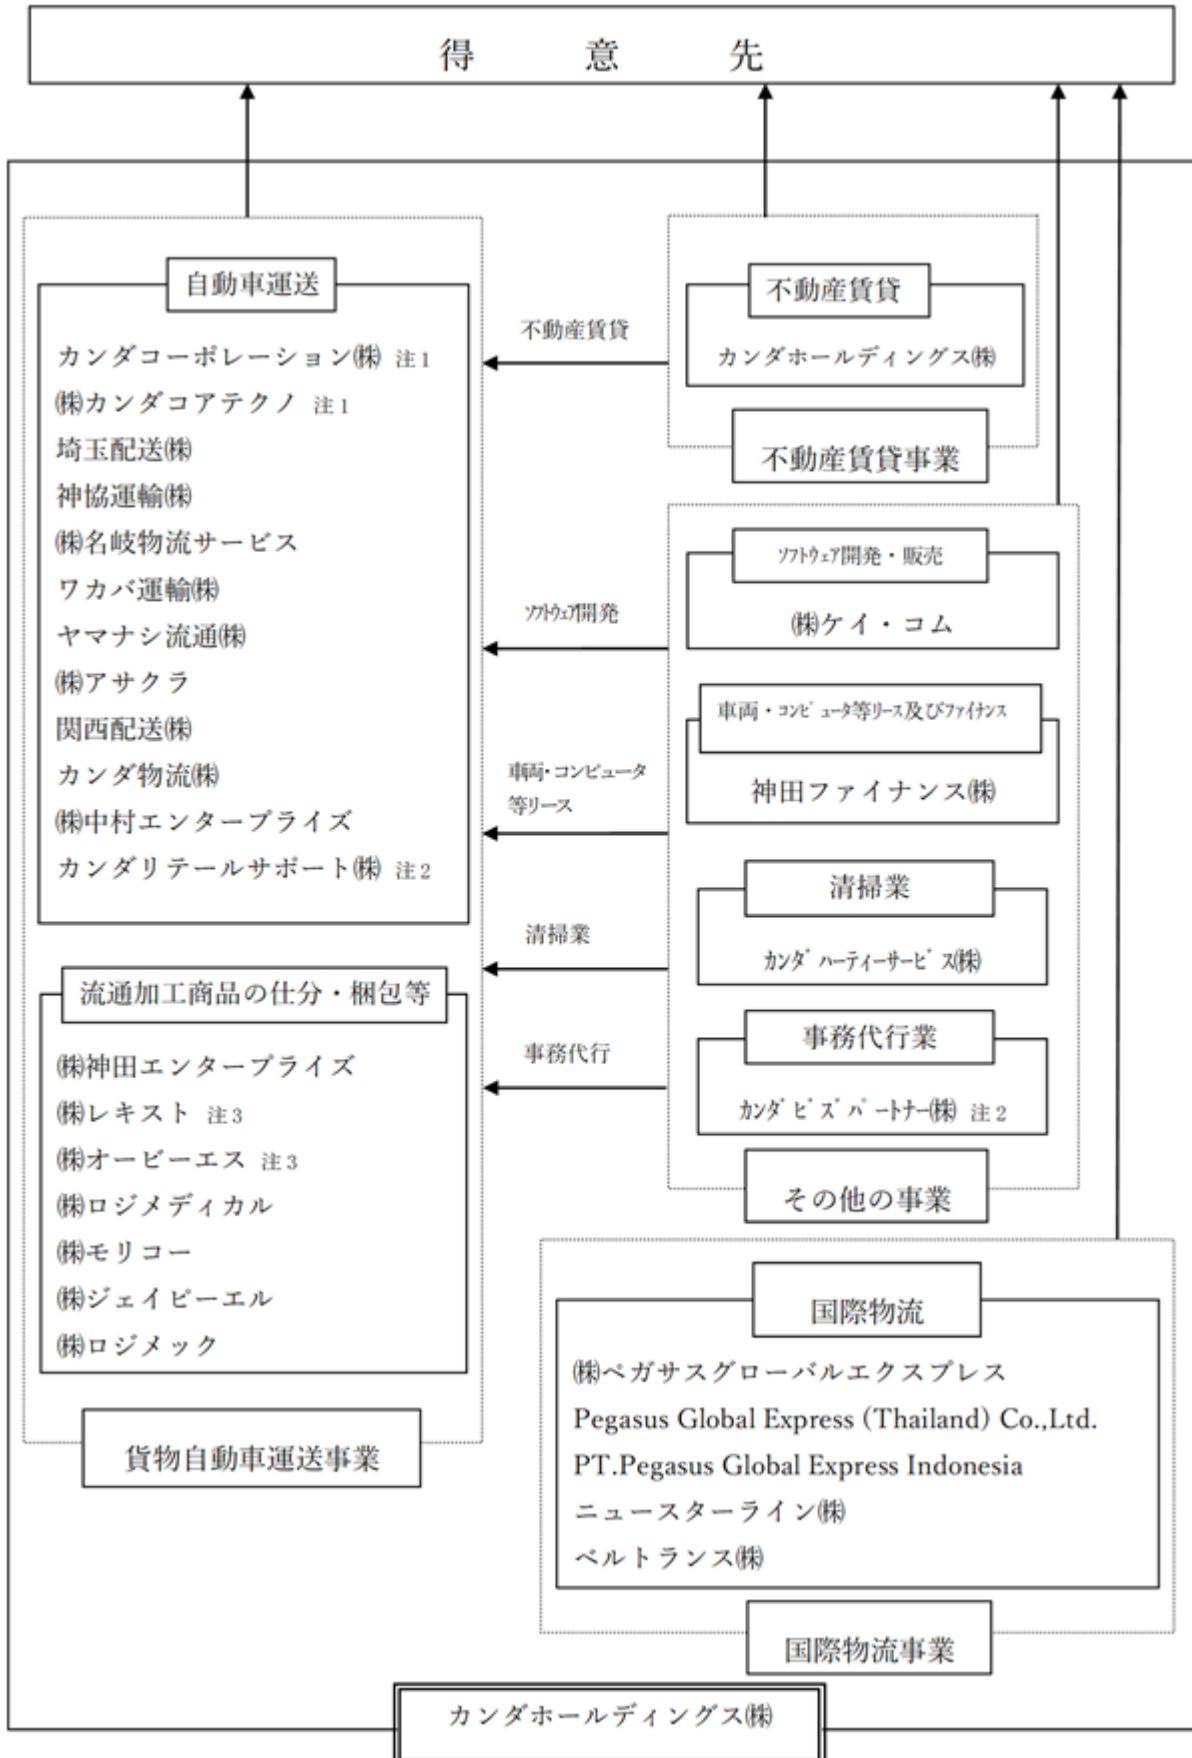 得意先
自動車運送
カンダコーポレーション㈱ 注1
㈱カンダコアテクノ 注1
埼玉配送㈱
神協運輸㈱
㈱名岐物流サービス
ワカバ運輸㈱
ヤマナシ流通㈱
㈱アサクラ
関西配送㈱
カンダ物流㈱
㈱中村エンタープライズ
カンダリテールサポート㈱ 注2
流通加工商品の仕分・梱包等
㈱神田エンタープライズ
㈱レキスト 注3
㈱オービーエス 注3
㈱ロジメディカル
㈱モリコー
㈱ジェイピーエル
㈱ロジメック
貨物自動車運送事業
不動産賃貸
ソフトウェア開発
車両・コンピュータ
等リース
清掃業
事務代行
不動産賃貸
カンダホールディングス㈱
不動産賃貸事業
ソフトウェア開発・販売
㈱ケイ・コム
車両・コンピュータ等リース及びファイナンス
神田ファイナンス㈱
清掃業
カンダハーティーサービス㈱
事務代行業
カンダビズパートナー㈱ 注2
その他の事業
国際物流
㈱ペガサスグローバルエクスプレス
Pegasus Global Express (Thailand) Co.,Ltd.
PT.Pegasus Global Express Indonesia
ニュースターライン㈱
ベルトランス㈱
国際物流事業
カンダホールディングス㈱